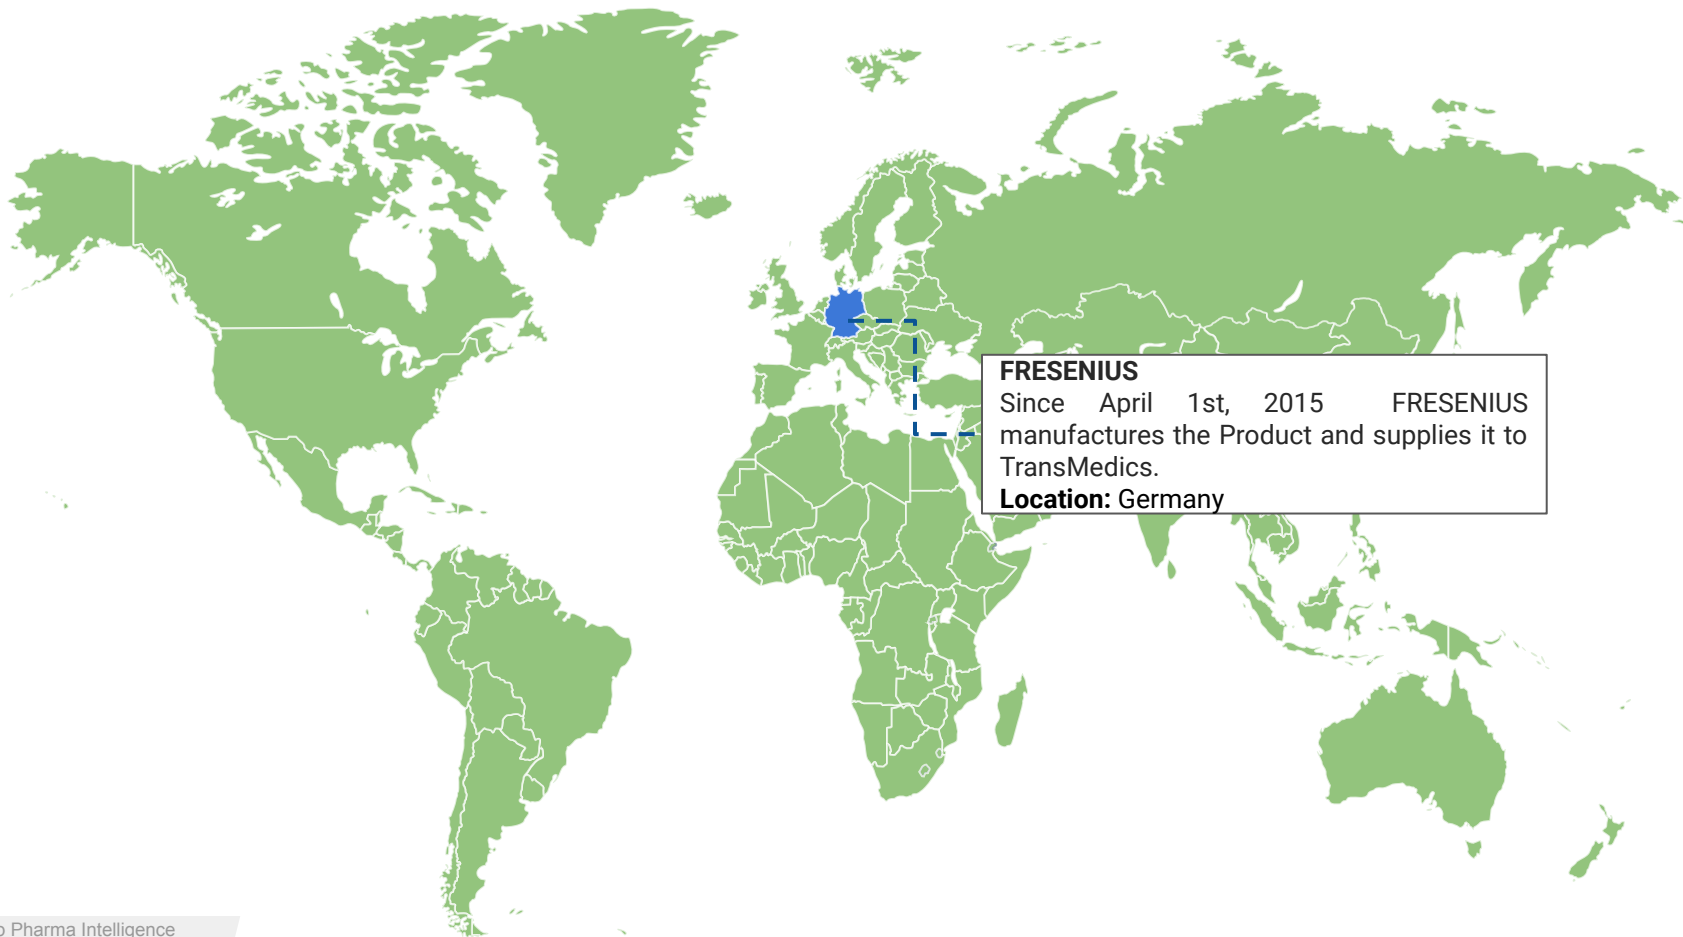 FRESENIUS
Since April 1st, 2015 FRESENIUS
manufactures the Product and supplies it to
TransMedics.
Location: Germany
Pharma Intelligence